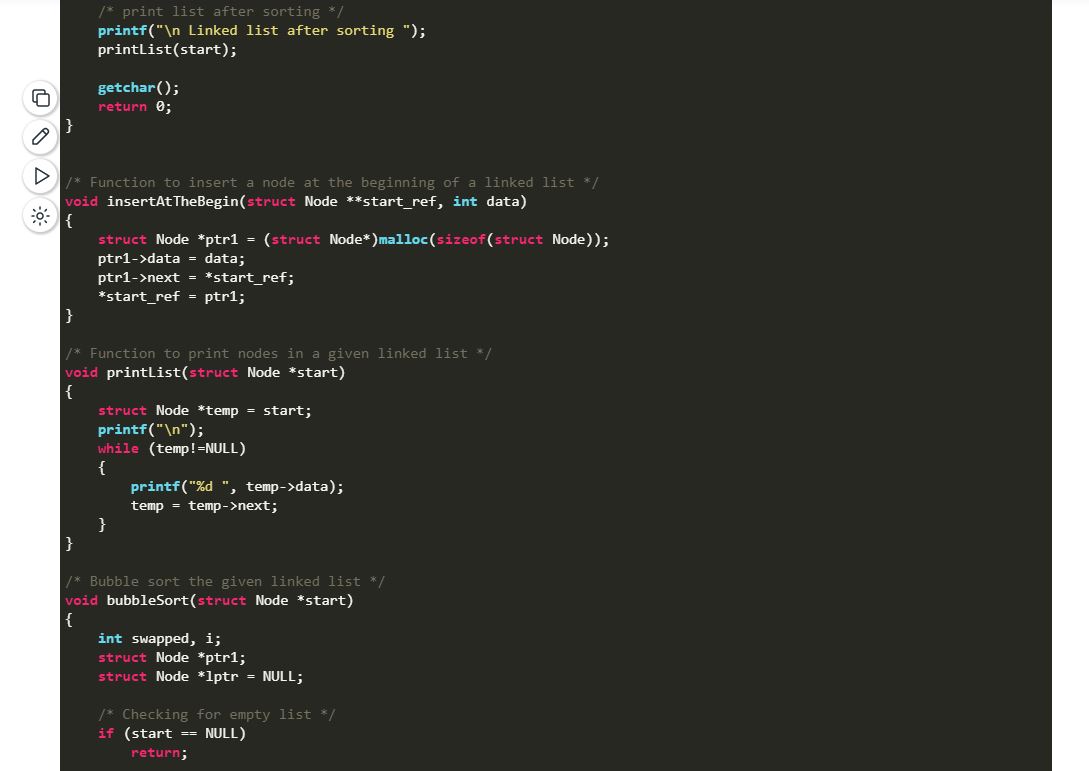 /* print list after sorting */
    printf("\n Linked list after sorting ");
    printList(start);

    getchar();
    return 0;
}


/* Function to insert a node at the beginning of a linked list */
void insertAtTheBegin(struct Node **start_ref, int data)
{
    struct Node *ptr1 = (struct Node*)malloc(sizeof(struct Node));
    ptr1->data = data;
    ptr1->next = *start_ref;
    *start_ref = ptr1;
}

/* Function to print nodes in a given linked list */
void printList(struct Node *start)
{
    struct Node *temp = start;
    printf("\n");
    while (temp!=NULL)
    {
        printf("%d ", temp->data);
        temp = temp->next;
    }
}

/* Bubble sort the given linked list */
void bubbleSort(struct Node *start)
{
    int swapped, i;
    struct Node *ptr1;
    struct Node *lptr = NULL;

    /* Checking for empty list */
    if (start == NULL)
        return;